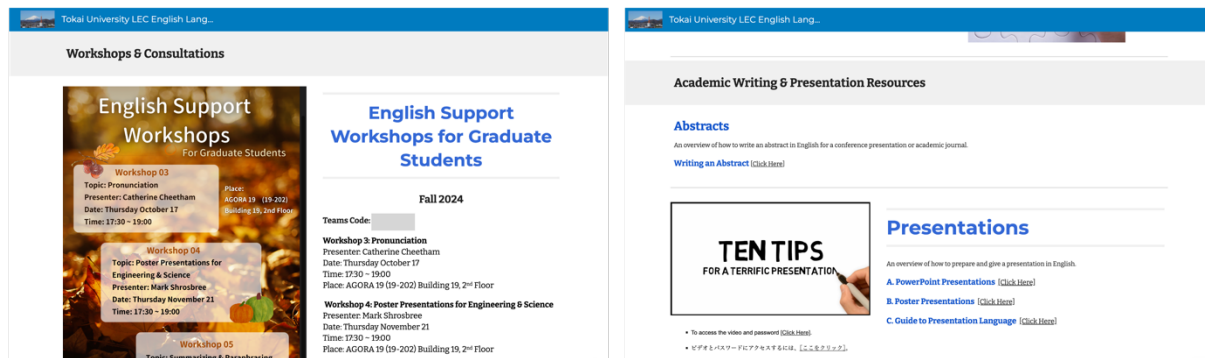 Tokai University LEC English Lang...
Workshops & Consultations
English Support
Workshops
For Graduate Students
Workshop 03
Topic: Pronunciation
Presenter: Catherine Cheetham
Date: Thursday October 17
Time: 17:30 ~ 19:00
Place:
AGORA 19 (19-202)
Building 19, 2nd Floor
Workshop 04
Topic: Poster Presentations for
Engineering & Science
Presenter: Mark Shrosbree
Date: Thursday November 21
Time: 17:30 ~ 19:00
Workshop 05
Topic: Summarizing & Paraphrasing
English Support
Workshops for Graduate
Students
Fall 2024
Teams Code:
Workshop 3: Pronunciation
Presenter: Catherine Cheetham
Date: Thursday October 17
Time: 17:30 ~ 19:00
Place: AGORA 19 (19-202) Building 19, 2nd Floor
Workshop 4: Poster Presentations for Engineering & Science
Presenter: Mark Shrosbree
Date: Thursday November 21
Time: 17:30 ~ 19:00
Place: AGORA 19 (19-202) Building 19, 2nd Floor
Tokai University LEC English Lang...
Academic Writing & Presentation Resources
Abstracts
An overview of how to write an abstract in English for a conference presentation or academic journal.
Writing an Abstract [Click Here]
TEN TIPS
FOR A TERRIFIC PRESENTATION
• To access the video and password [Click Here].
• ビデオとパスワードにアクセスするには、[ここをクリック]。
Presentations
An overview of how to prepare and give a presentation in English.
A. PowerPoint Presentations [Click Here]
B. Poster Presentations [Click Here]
C. Guide to Presentation Language [Click Here]